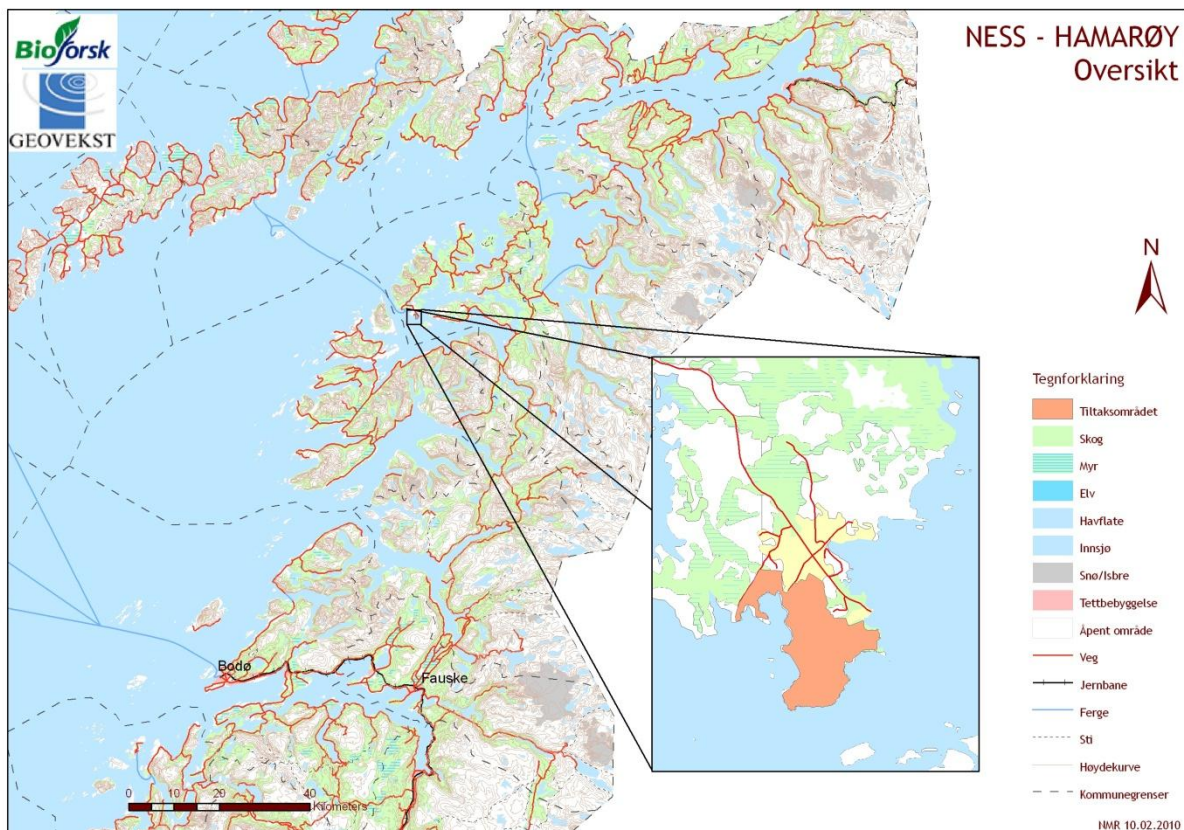 Bioforsk
GEOVEKST
NESS - HAMARØY
Oversikt
N
Tegnforklaring
Tiltaksområdet
Skog
Myr
Elv
Havflate
Innsjø
Snø/Isbre
Tettbebyggelse
Åpent område
Veg
Jernbane
Ferge
Sti
Høydekurve
Kommunegrenser
Bodø
Fauske
0 10 20 40
Kilometers
NMR 10.02.2010